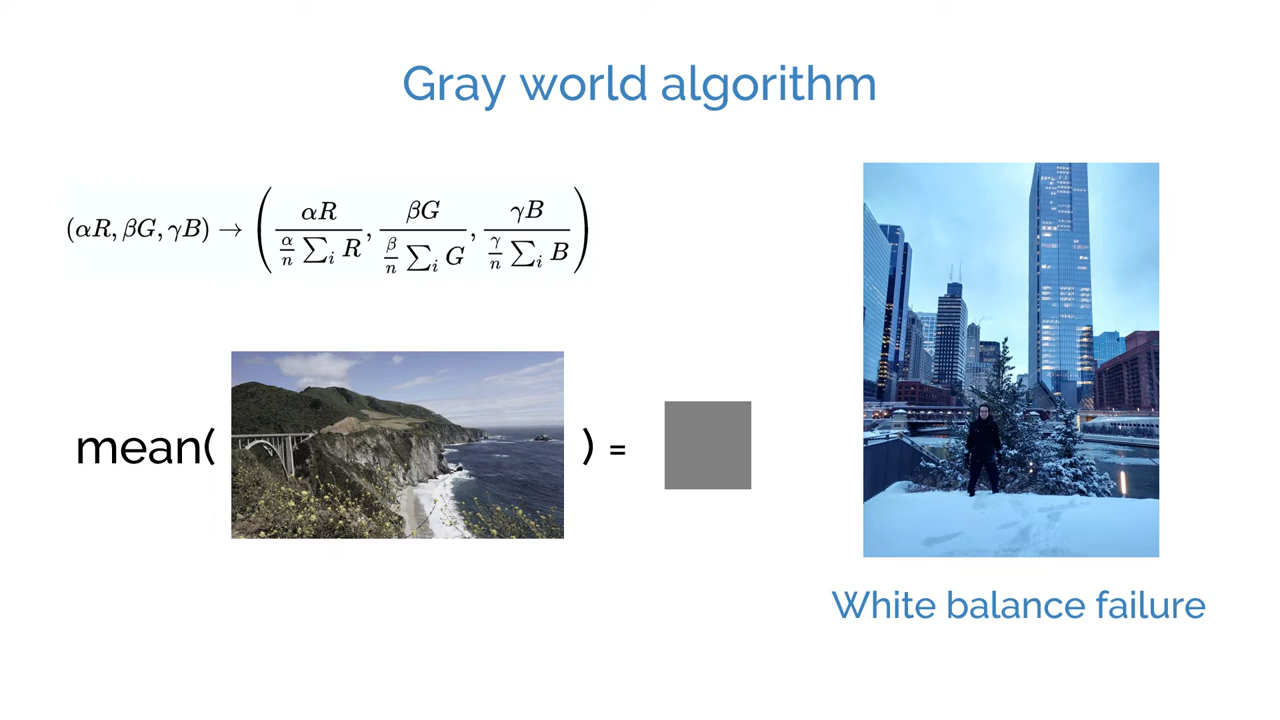 Gray world algorithm
(αR, βG, γB) → ( αR / (α/n ∑ᵢ R), βG / (β/n ∑ᵢ G), γB / (γ/n ∑ᵢ B) )
mean( ) =
White balance failure